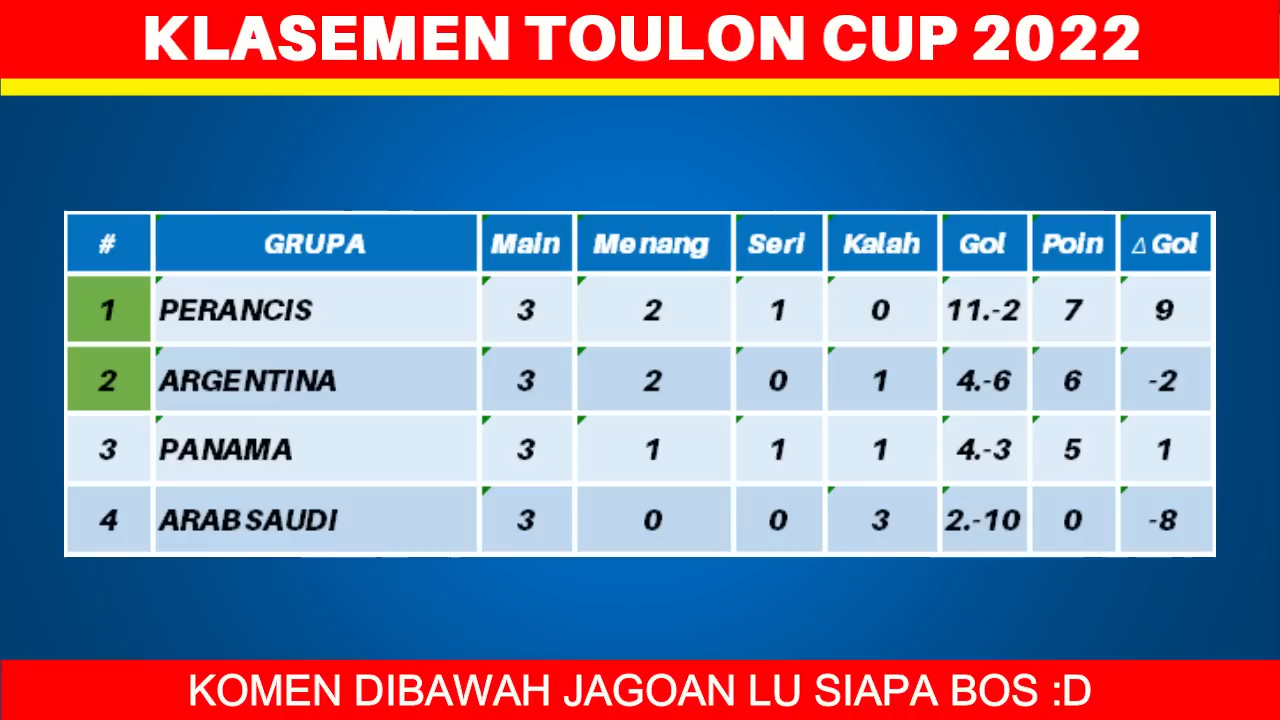 KLASEMEN TOULON CUP 2022
# GRUPA Main Menang Seri Kalah Gol Poin △ Gol
1 PERANCIS 3 2 1 0 11.-2 7 9
2 ARGENTINA 3 2 0 1 4.-6 6 -2
3 PANAMA 3 1 1 1 4.-3 5 1
4 ARAB SAUDI 3 0 0 3 2.-10 0 -8
KOMEN DIBAWAH JAGOAN LU SIAPA BOS :D